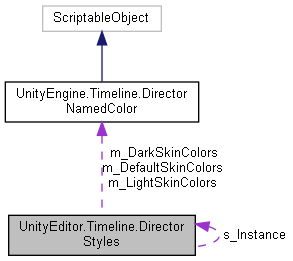 ScriptableObject
UnityEngine.Timeline.Director
NamedColor
m_DarkSkinColors
m_DefaultSkinColors
m_LightSkinColors
UnityEditor.Timeline.Director
Styles
s_Instance